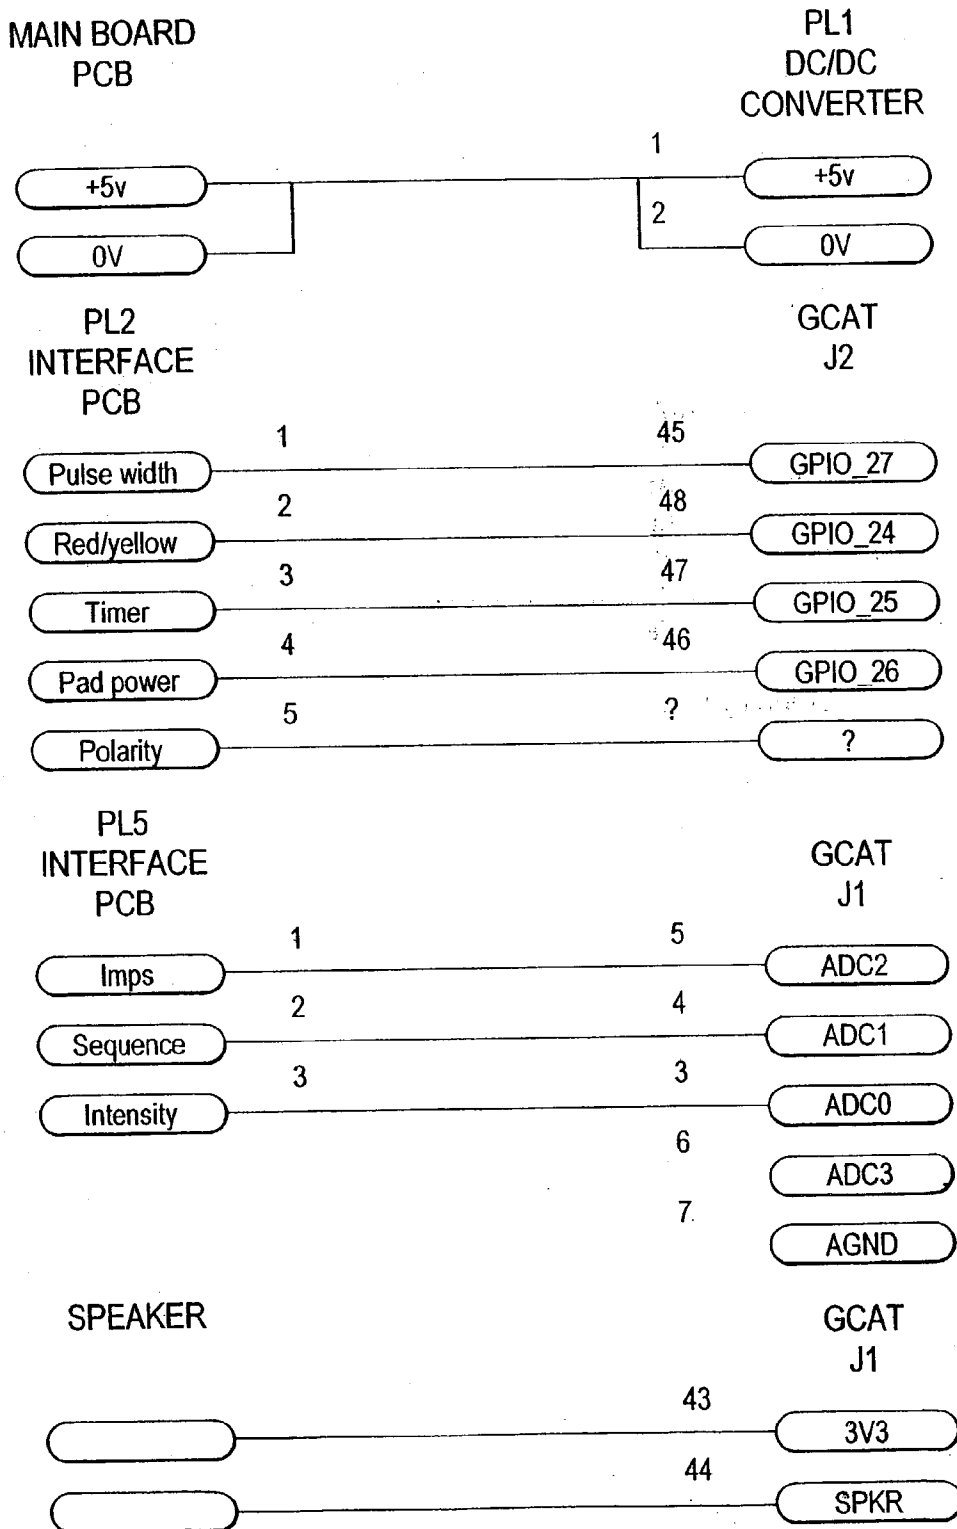 MAIN BOARD
PCB
PL1
DC/DC
CONVERTER
1
+5v
+5v
2
0V
0V
PL2
INTERFACE
PCB
GCAT
J2
1
45
Pulse width
GPIO_27
2
48
Red/yellow
GPIO_24
3
47
Timer
GPIO_25
4
46
Pad power
GPIO_26
5
?
Polarity
?
PL5
INTERFACE
PCB
GCAT
J1
1
5
Imps
ADC2
2
4
Sequence
ADC1
3
3
Intensity
ADC0
6
ADC3
7
AGND
SPEAKER
GCAT
J1
43
3V3
44
SPKR